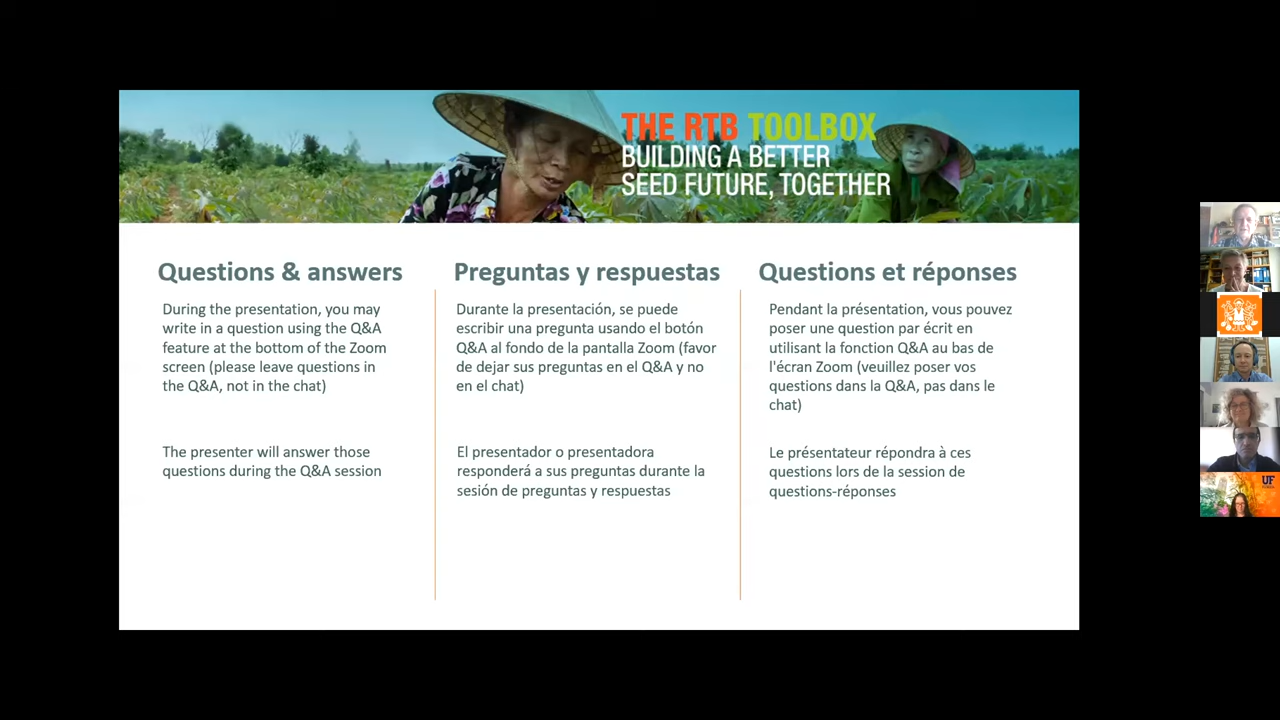 THE RTB TOOLBOX
BUILDING A BETTER
SEED FUTURE, TOGETHER
Questions & answers
During the presentation, you may
write in a question using the Q&A
feature at the bottom of the Zoom
screen (please leave questions in
the Q&A, not in the chat)
The presenter will answer those
questions during the Q&A session
Preguntas y respuestas
Durante la presentación, se puede
escribir una pregunta usando el botón
Q&A al fondo de la pantalla Zoom (favor
de dejar sus preguntas en el Q&A y no
en el chat)
El presentador o presentadora
responderá a sus preguntas durante la
sesión de preguntas y respuestas
Questions et réponses
Pendant la présentation, vous pouvez
poser une question par écrit en
utilisant la fonction Q&A au bas de
l'écran Zoom (veuillez poser vos
questions dans la Q&A, pas dans le
chat)
Le présentateur répondra à ces
questions lors de la session de
questions-réponses
UF